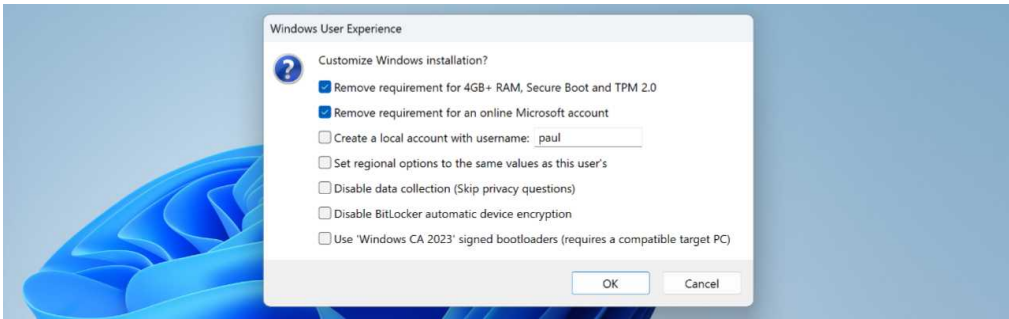 Windows User Experience
Customize Windows installation?
Remove requirement for 4GB+ RAM, Secure Boot and TPM 2.0
Remove requirement for an online Microsoft account
Create a local account with username: paul
Set regional options to the same values as this user's
Disable data collection (Skip privacy questions)
Disable BitLocker automatic device encryption
Use 'Windows CA 2023' signed bootloaders (requires a compatible target PC)
OK Cancel